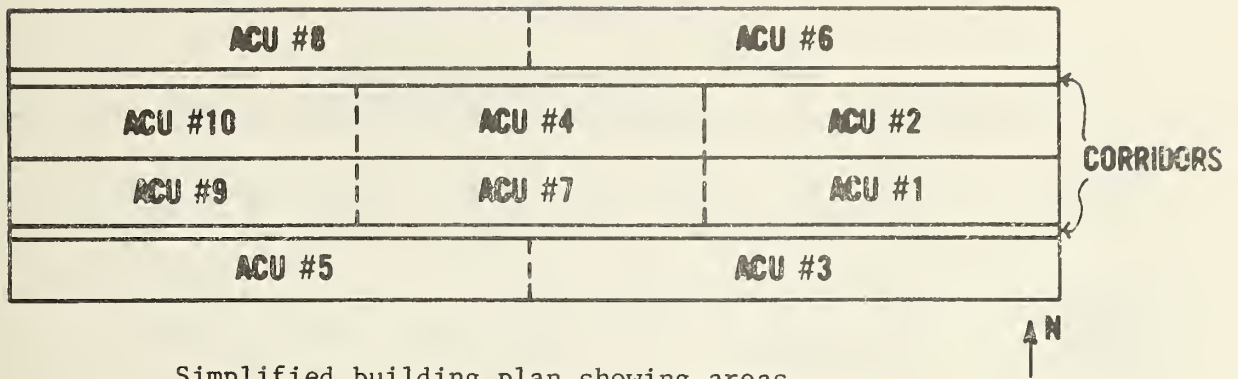 ACU #8 ACU #6
ACU #10 ACU #4 ACU #2
CORRIDORS
ACU #9 ACU #7 ACU #1
ACU #5 ACU #3
N
Simplified building plan showing areas